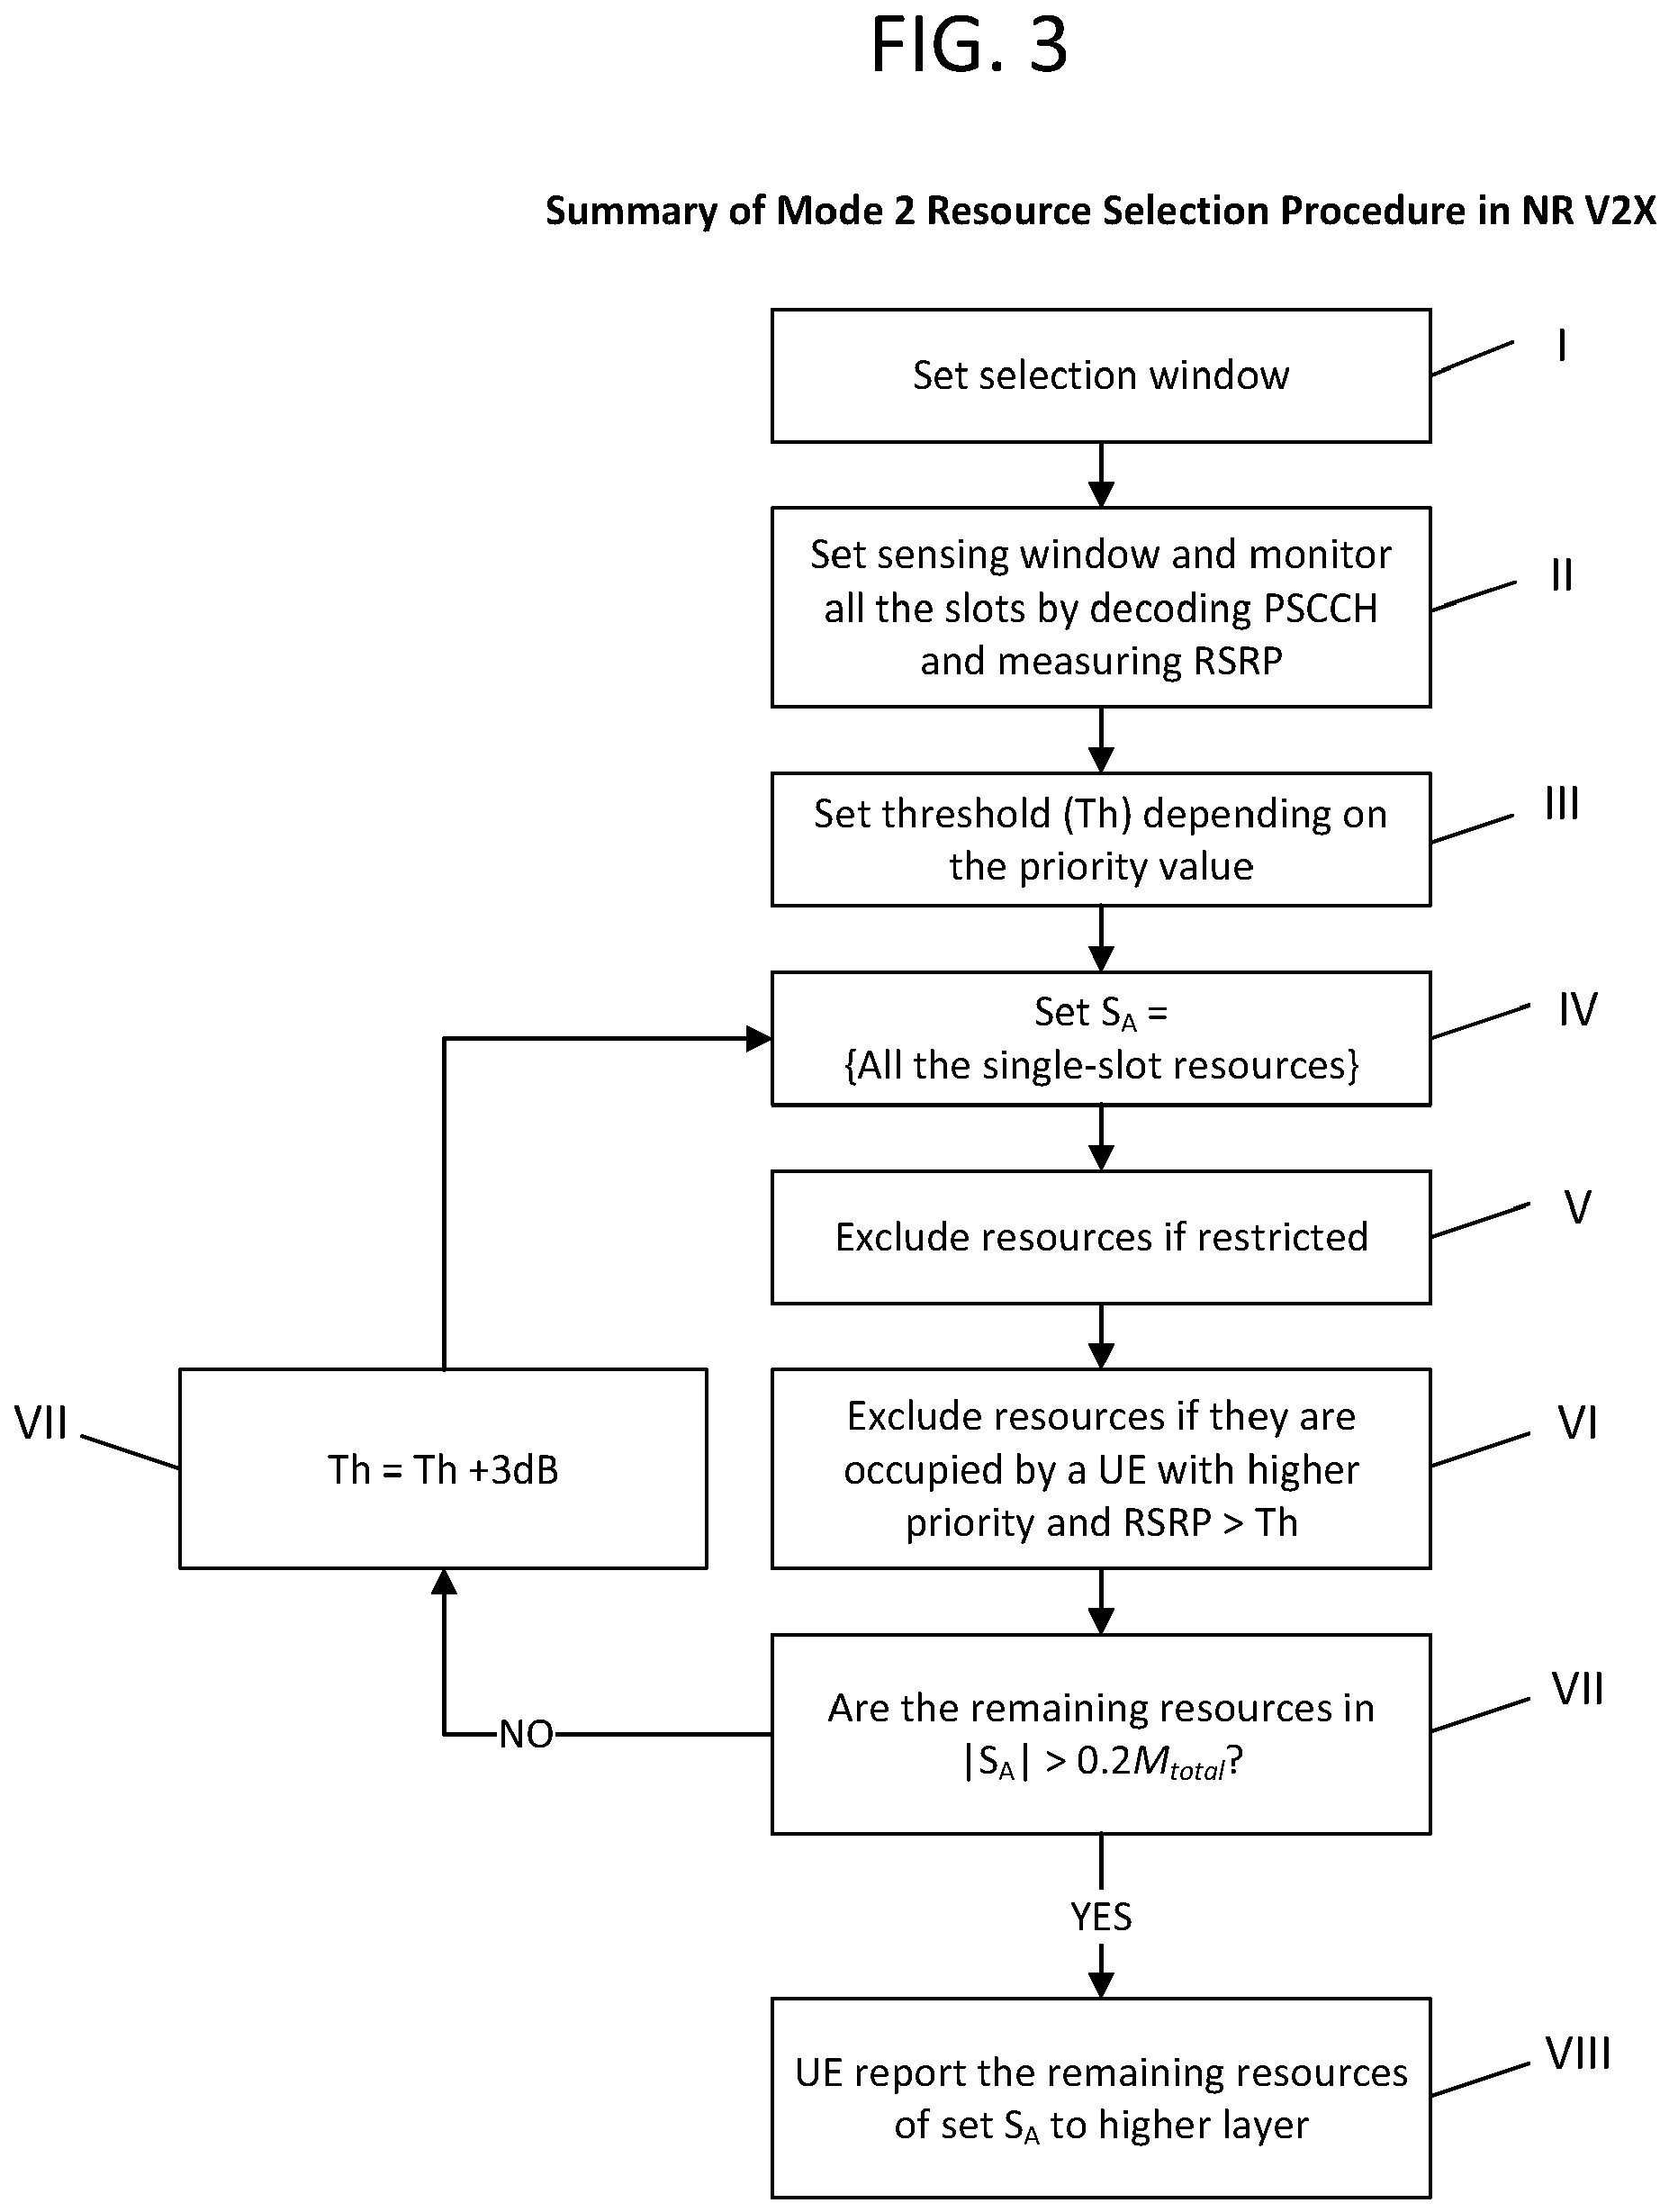 FIG. 3
Summary of Mode 2 Resource Selection Procedure in NR V2X
Set selection window
I
Set sensing window and monitor
all the slots by decoding PSCCH
and measuring RSRP
II
Set threshold (Th) depending on
the priority value
III
Set S_A =
{All the single-slot resources}
IV
Exclude resources if restricted
V
Exclude resources if they are
occupied by a UE with higher
priority and RSRP > Th
VI
VII
Th = Th +3dB
Are the remaining resources in
|S_A| > 0.2M_total?
VII
NO
YES
UE report the remaining resources
of set S_A to higher layer
VIII